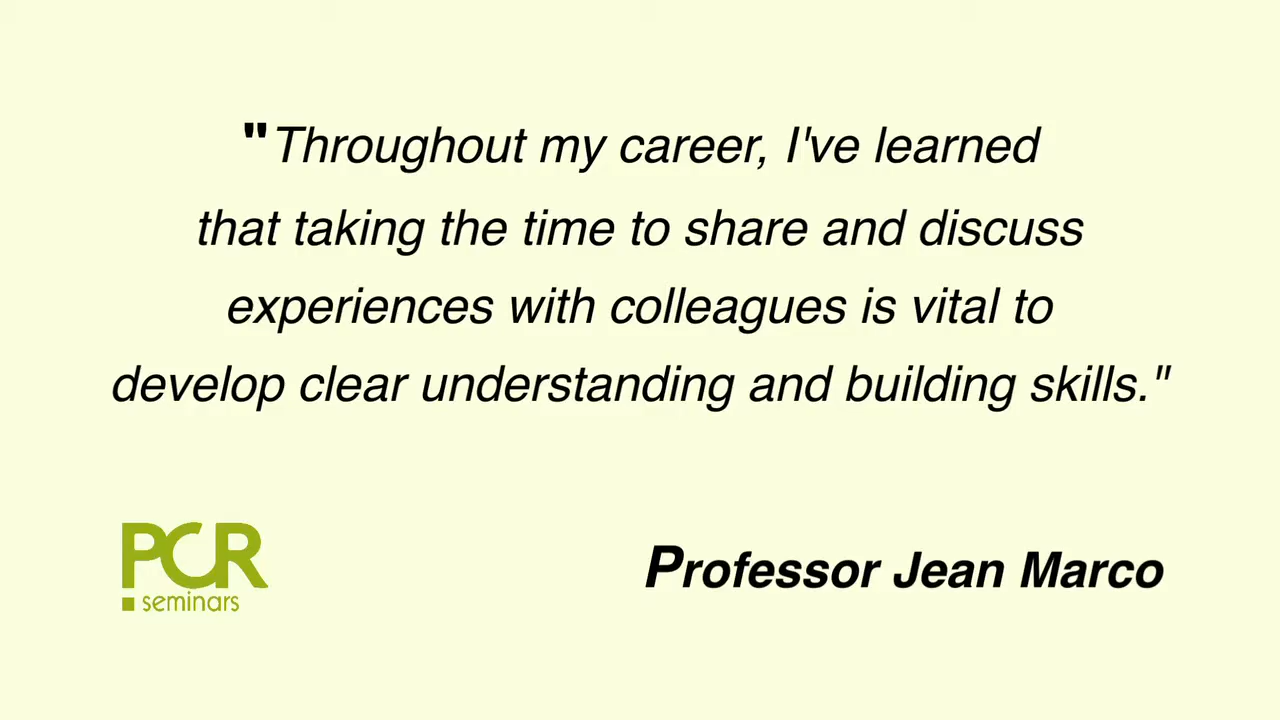 "Throughout my career, I've learned
that taking the time to share and discuss
experiences with colleagues is vital to
develop clear understanding and building skills."
PCR
seminars
Professor Jean Marco